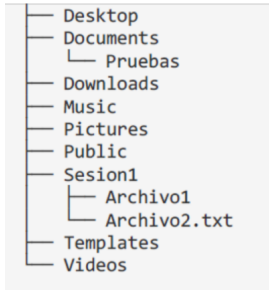 Desktop
Documents
Pruebas
Downloads
Music
Pictures
Public
Sesion1
Archivo1
Archivo2.txt
Templates
Videos